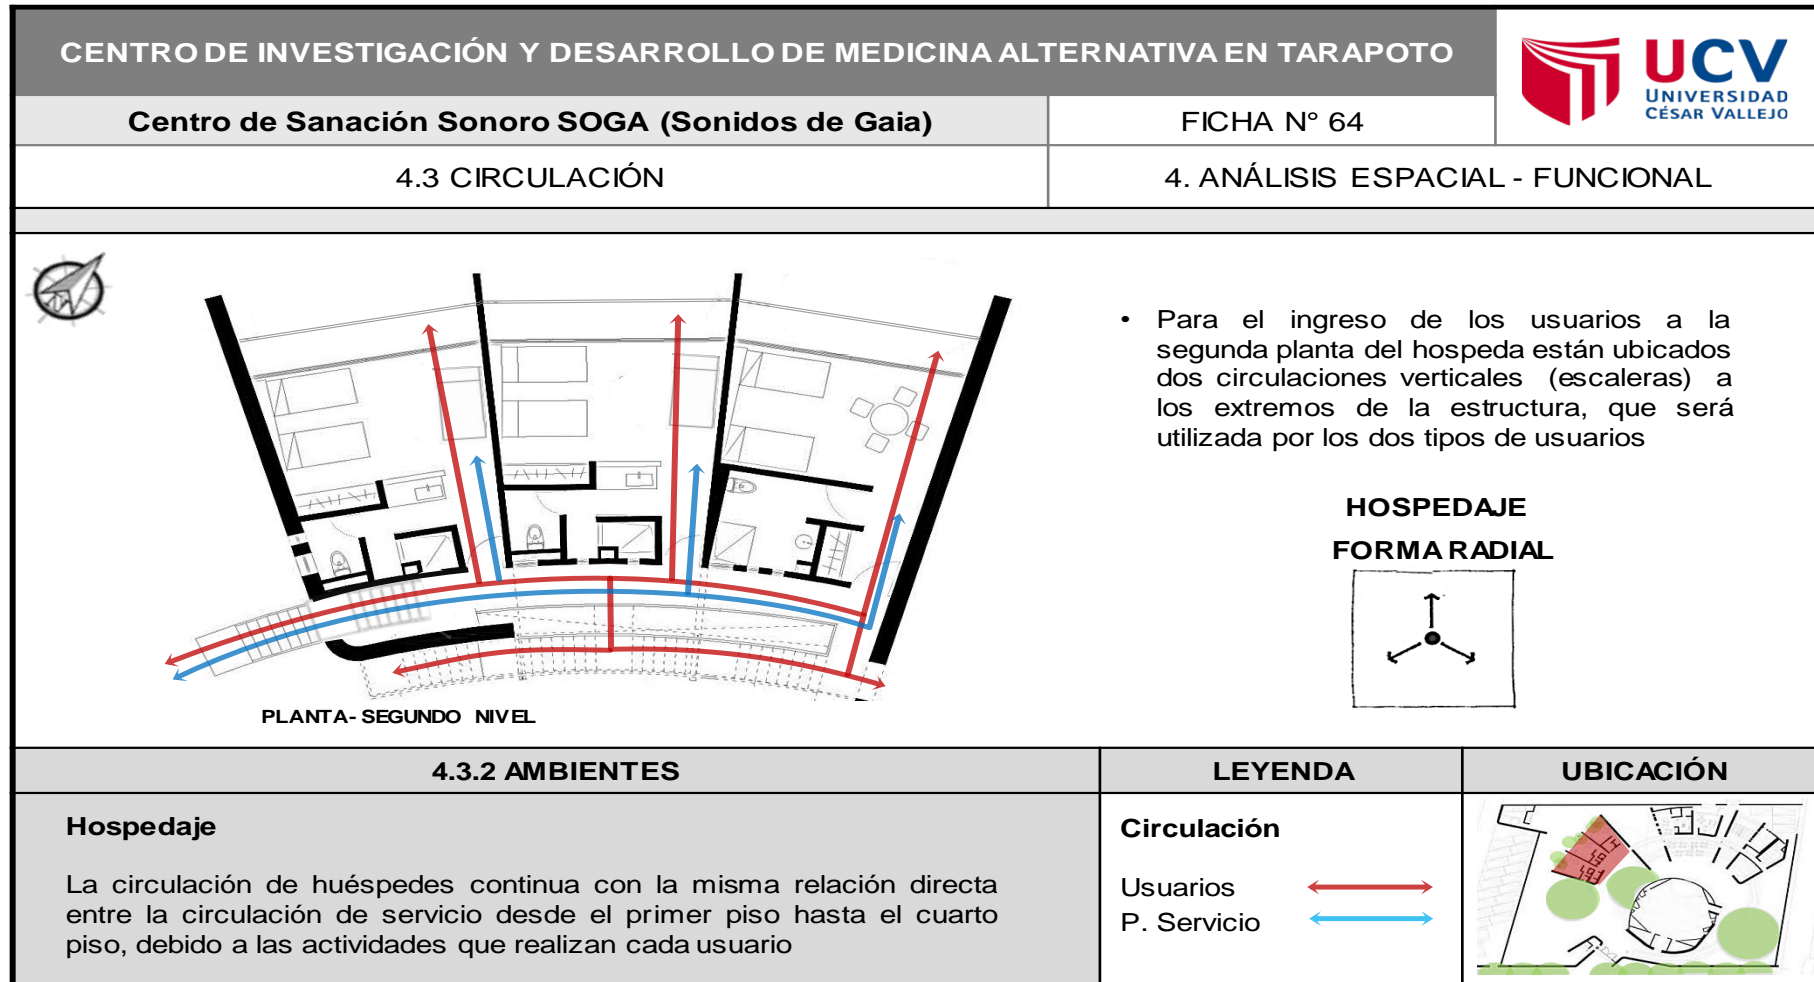 CENTRO DE INVESTIGACIÓN Y DESARROLLO DE MEDICINA ALTERNATIVA EN TARAPOTO
UCV
UNIVERSIDAD
CÉSAR VALLEJO
Centro de Sanación Sonoro SOGA (Sonidos de Gaia)
FICHA N° 64
4.3 CIRCULACIÓN
4. ANÁLISIS ESPACIAL - FUNCIONAL
• Para el ingreso de los usuarios a la
segunda planta del hospeda están ubicados
dos circulaciones verticales (escaleras) a
los extremos de la estructura, que será
utilizada por los dos tipos de usuarios
HOSPEDAJE
FORMA RADIAL
PLANTA- SEGUNDO NIVEL
4.3.2 AMBIENTES
LEYENDA
UBICACIÓN
Hospedaje
La circulación de huéspedes continua con la misma relación directa
entre la circulación de servicio desde el primer piso hasta el cuarto
piso, debido a las actividades que realizan cada usuario
Circulación
Usuarios
P. Servicio